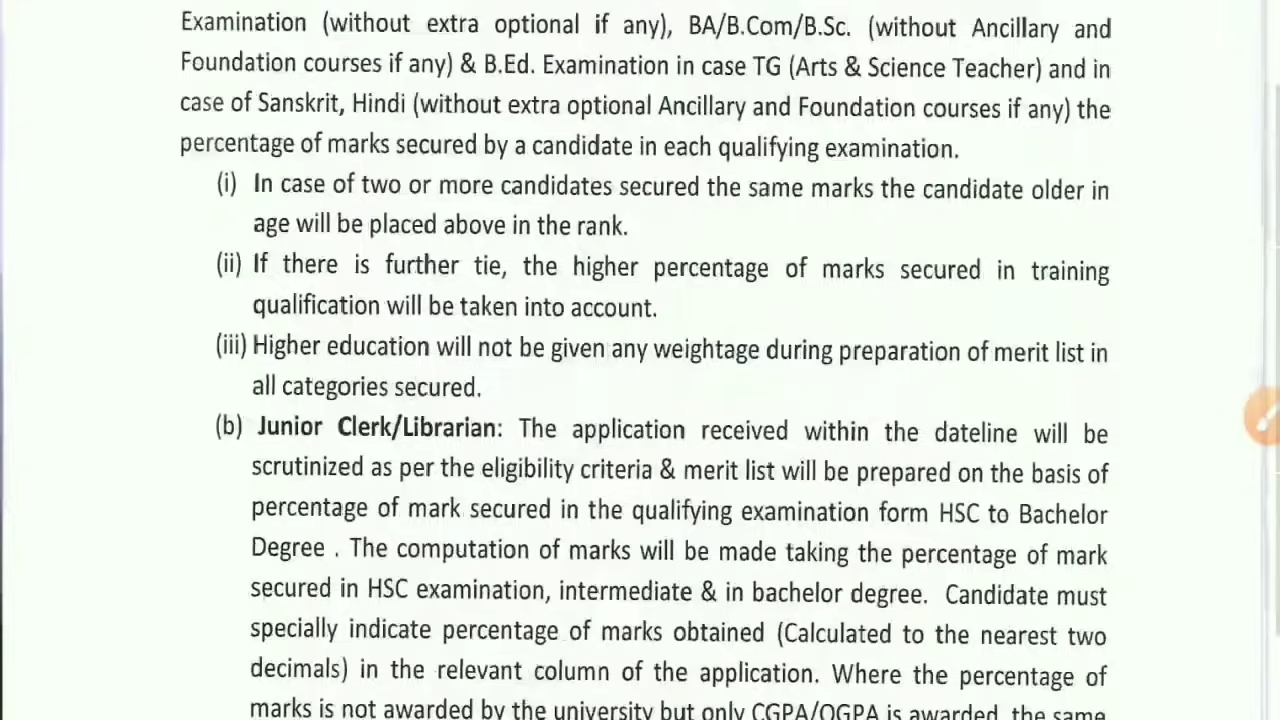 Examination (without extra optional if any), BA/B.Com/B.Sc. (without Ancillary and
Foundation courses if any) & B.Ed. Examination in case TG (Arts & Science Teacher) and in
case of Sanskrit, Hindi (without extra optional Ancillary and Foundation courses if any) the
percentage of marks secured by a candidate in each qualifying examination.
(i) In case of two or more candidates secured the same marks the candidate older in
age will be placed above in the rank.
(ii) If there is further tie, the higher percentage of marks secured in training
qualification will be taken into account.
(iii) Higher education will not be given any weightage during preparation of merit list in
all categories secured.
(b) Junior Clerk/Librarian: The application received within the dateline will be
scrutinized as per the eligibility criteria & merit list will be prepared on the basis of
percentage of mark secured in the qualifying examination form HSC to Bachelor
Degree . The computation of marks will be made taking the percentage of mark
secured in HSC examination, intermediate & in bachelor degree. Candidate must
specially indicate percentage of marks obtained (Calculated to the nearest two
decimals) in the relevant column of the application. Where the percentage of
marks is not awarded by the university but only CGPA/OGPA is awarded, the same